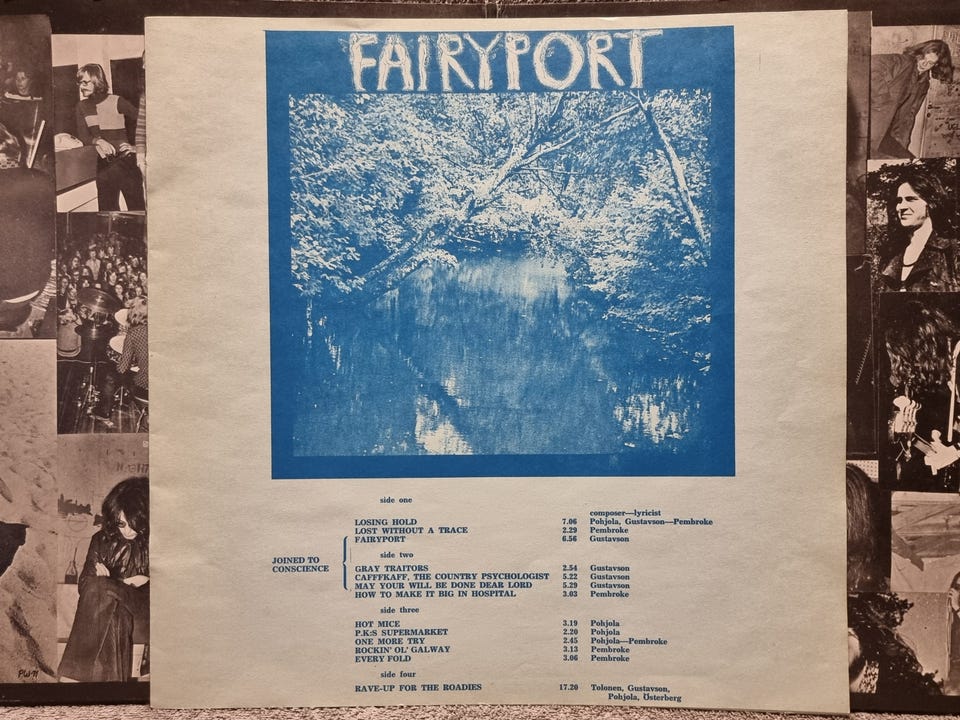 FAIRYPORT
side one
composer—lyricist
LOSING HOLD 7.06 Pohjola, Gustavson—Pembroke
LOST WITHOUT A TRACE 2.29 Pembroke
FAIRYPORT 6.56 Gustavson
side two
JOINED TO
CONSCIENCE
GRAY TRAITORS 2.54 Gustavson
CAFFFKAFF, THE COUNTRY PSYCHOLOGIST 5.22 Gustavson
MAY YOUR WILL BE DONE DEAR LORD 5.29 Gustavson
HOW TO MAKE IT BIG IN HOSPITAL 3.03 Pembroke
side three
HOT MICE 3.19 Pohjola
P.K:S SUPERMARKET 2.20 Pohjola
ONE MORE TRY 2.45 Pohjola—Pembroke
ROCKIN' OL' GALWAY 3.13 Pembroke
EVERY FOLD 3.06 Pembroke
side four
RAVE-UP FOR THE ROADIES 17.20 Tolonen, Gustavson,
Pohjola, Österberg